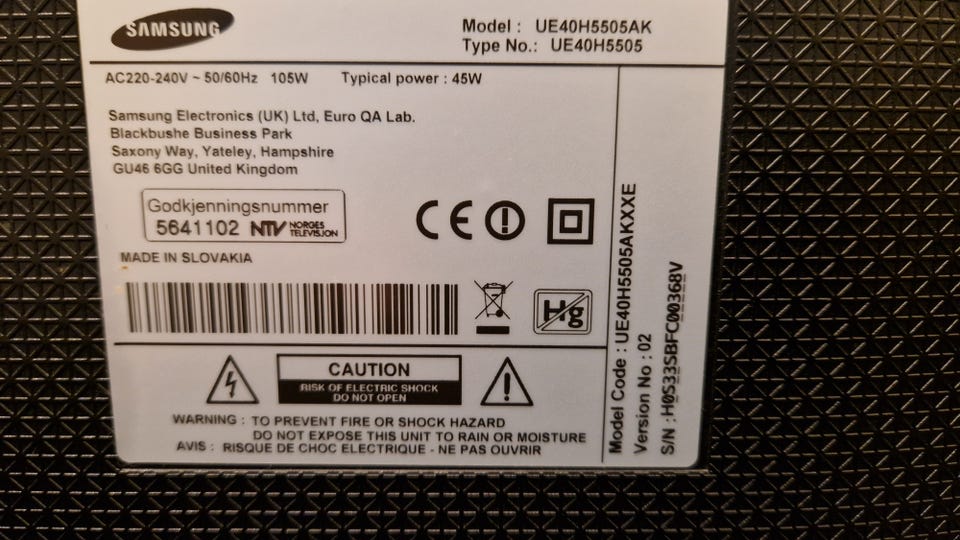 SAMSUNG
Model : UE40H5505AK
Type No.: UE40H5505
AC220-240V ~ 50/60Hz 105W Typical power : 45W
Samsung Electronics (UK) Ltd, Euro QA Lab.
Blackbushe Business Park
Saxony Way, Yateley, Hampshire
GU46 6GG United Kingdom
Godkjenningsnummer
5641102 NTV NORGES TELEVISJON
CE
MADE IN SLOVAKIA
Hg
CAUTION
RISK OF ELECTRIC SHOCK
DO NOT OPEN
WARNING : TO PREVENT FIRE OR SHOCK HAZARD
DO NOT EXPOSE THIS UNIT TO RAIN OR MOISTURE
AVIS : RISQUE DE CHOC ELECTRIQUE - NE PAS OUVRIR
Model Code : UE40H5505AKXXE
Version No : 02
S/N : H0S33SBFC00368V